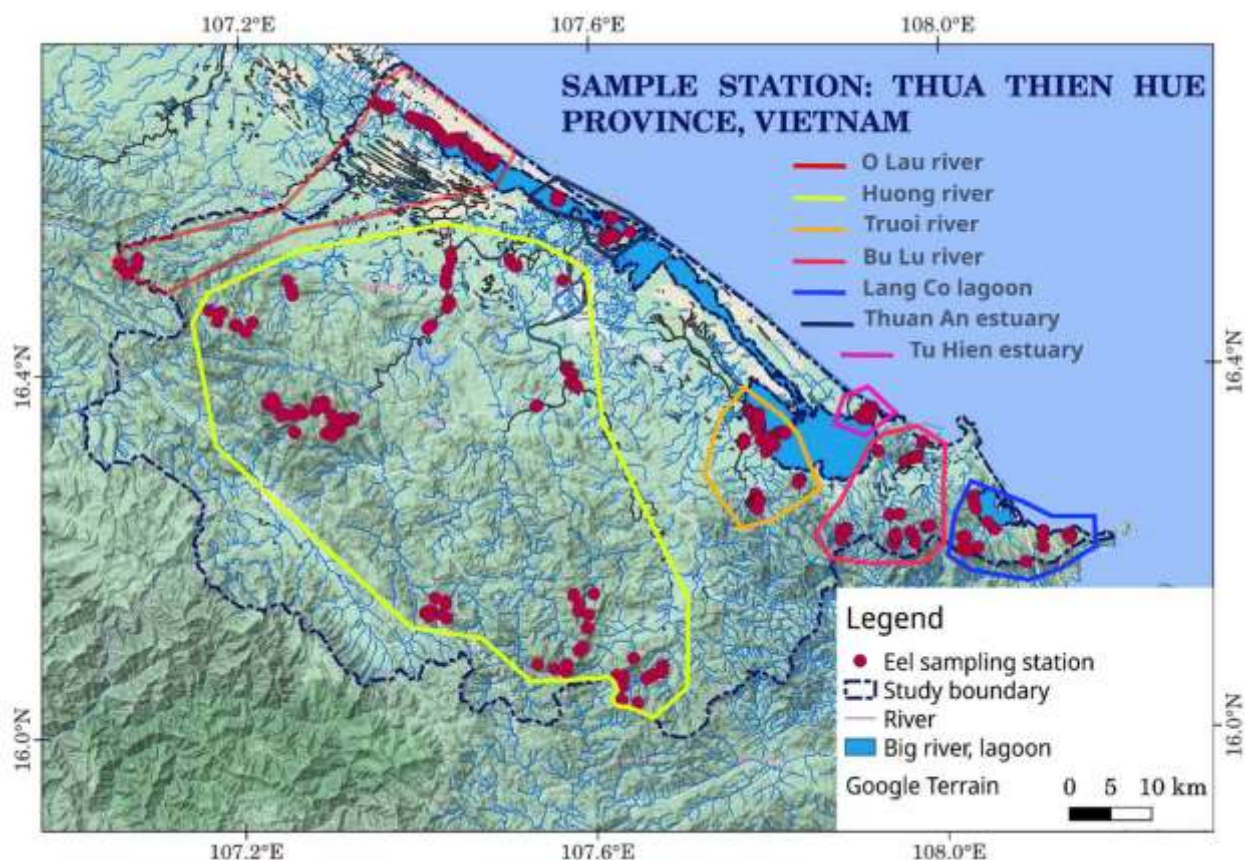 107.2°E 107.6°E 108.0°E
SAMPLE STATION: THUA THIEN HUE
PROVINCE, VIETNAM
O Lau river
Huong river
Truoi river
Bu Lu river
Lang Co lagoon
Thuan An estuary
Tu Hien estuary
16.4°N 16.4°N
Legend
Eel sampling station
Study boundary
River
Big river, lagoon
Google Terrain 0 5 10 km
16.0°N 16.0°N
107.2°E 107.6°E 108.0°E